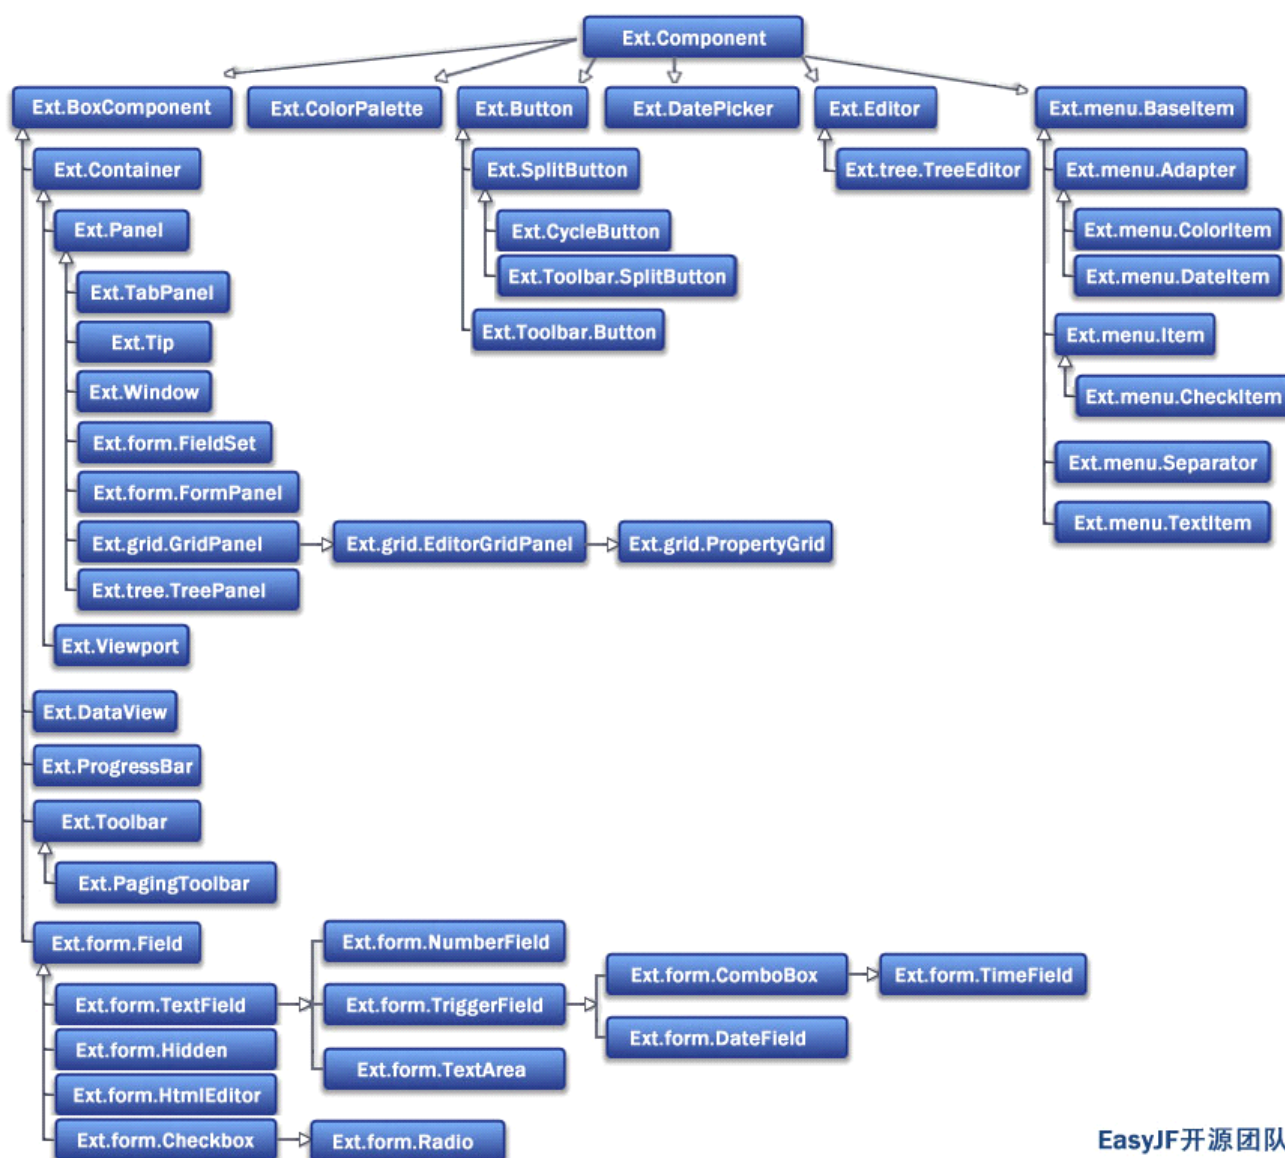 Ext.Component
Ext.BoxComponent
Ext.ColorPalette
Ext.Button
Ext.DatePicker
Ext.Editor
Ext.menu.BaseItem
Ext.Container
Ext.SplitButton
Ext.tree.TreeEditor
Ext.menu.Adapter
Ext.Panel
Ext.CycleButton
Ext.menu.ColorItem
Ext.Toolbar.SplitButton
Ext.menu.DateItem
Ext.TabPanel
Ext.Toolbar.Button
Ext.menu.Item
Ext.Tip
Ext.Window
Ext.menu.CheckItem
Ext.form.FieldSet
Ext.menu.Separator
Ext.form.FormPanel
Ext.menu.TextItem
Ext.grid.GridPanel
Ext.grid.EditorGridPanel
Ext.grid.PropertyGrid
Ext.tree.TreePanel
Ext.Viewport
Ext.DataView
Ext.ProgressBar
Ext.Toolbar
Ext.PagingToolbar
Ext.form.Field
Ext.form.NumberField
Ext.form.ComboBox
Ext.form.TimeField
Ext.form.TextField
Ext.form.TriggerField
Ext.form.DateField
Ext.form.Hidden
Ext.form.TextArea
Ext.form.HtmlEditor
Ext.form.Checkbox
Ext.form.Radio
EasyJF开源团队